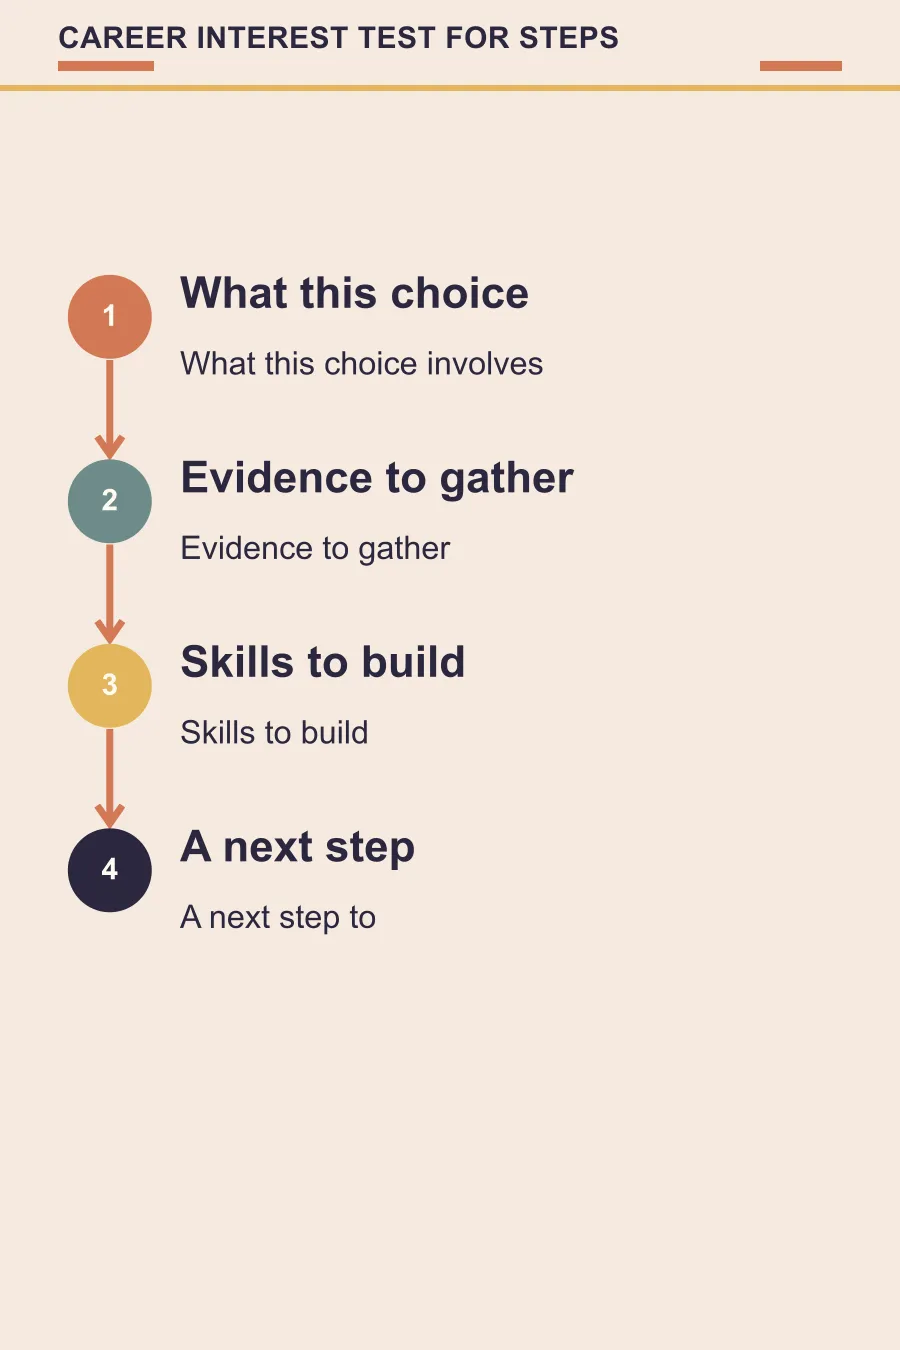 CAREER INTEREST TEST FOR STEPS
1
What this choice
What this choice involves
2
Evidence to gather
Evidence to gather
3
Skills to build
Skills to build
4
A next step
A next step to